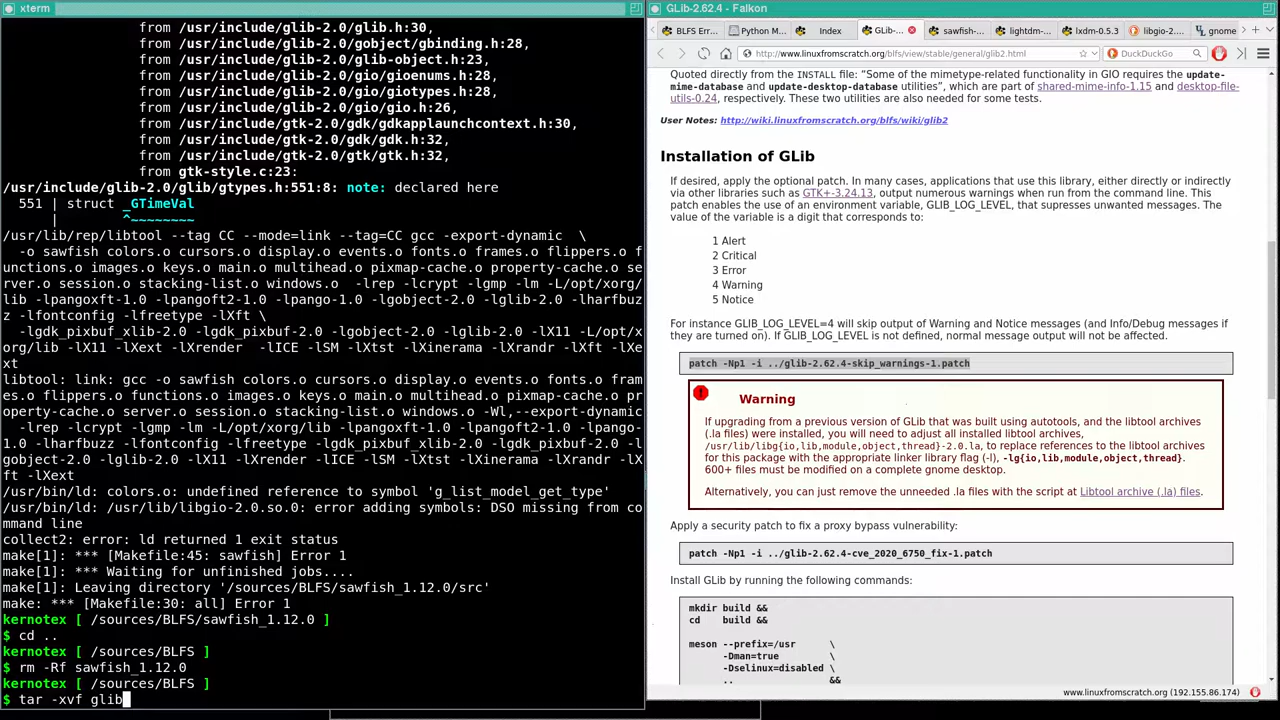 xterm
from /usr/include/glib-2.0/glib.h:30,
from /usr/include/glib-2.0/gobject/gbinding.h:28,
from /usr/include/glib-2.0/glib-object.h:23,
from /usr/include/glib-2.0/gio/gioenums.h:28,
from /usr/include/glib-2.0/gio/giotypes.h:28,
from /usr/include/glib-2.0/gio/gio.h:26,
from /usr/include/gtk-2.0/gdk/gdkapplaunchcontext.h:30,
from /usr/include/gtk-2.0/gdk/gdk.h:32,
from /usr/include/gtk-2.0/gtk/gtk.h:32,
from gtk-style.c:23:
/usr/include/glib-2.0/glib/gtypes.h:551:8: note: declared here
551 | struct _GTimeVal
| ^~~~~~~~~
/usr/lib/rep/libtool --tag CC --mode=link --tag=CC gcc -export-dynamic \
-o sawfish colors.o cursors.o display.o events.o fonts.o frames.o flippers.o f
unctions.o images.o keys.o main.o multihead.o pixmap-cache.o property-cache.o se
rver.o session.o stacking-list.o windows.o -lrep -lcrypt -lgmp -lm -L/opt/xorg/
lib -lpangoxft-1.0 -lpangoft2-1.0 -lpango-1.0 -lgobject-2.0 -lglib-2.0 -lharfbuz
z -lfontconfig -lfreetype -lXft \
-lgdk_pixbuf_xlib-2.0 -lgdk_pixbuf-2.0 -lgobject-2.0 -lglib-2.0 -lX11 -L/opt/x
org/lib -lX11 -lXext -lXrender -lICE -lSM -lXtst -lXinerama -lXrandr -lXft -lXe
xt
libtool: link: gcc -o sawfish colors.o cursors.o display.o events.o fonts.o fram
es.o flippers.o functions.o images.o keys.o main.o multihead.o pixmap-cache.o pr
operty-cache.o server.o session.o stacking-list.o windows.o -Wl,--export-dynamic
-lrep -lcrypt -lgmp -lm -L/opt/xorg/lib -lpangoxft-1.0 -lpangoft2-1.0 -lpango-
1.0 -lharfbuzz -lfontconfig -lfreetype -lgdk_pixbuf_xlib-2.0 -lgdk_pixbuf-2.0 -l
gobject-2.0 -lglib-2.0 -lX11 -lXrender -lICE -lSM -lXtst -lXinerama -lXrandr -lX
ft -lXext
/usr/bin/ld: colors.o: undefined reference to symbol 'g_list_model_get_type'
/usr/bin/ld: /usr/lib/libgio-2.0.so.0: error adding symbols: DSO missing from co
mmand line
collect2: error: ld returned 1 exit status
make[1]: *** [Makefile:45: sawfish] Error 1
make[1]: *** Waiting for unfinished jobs....
make[1]: Leaving directory '/sources/BLFS/sawfish_1.12.0/src'
make: *** [Makefile:30: all] Error 1
kernotex [ /sources/BLFS/sawfish_1.12.0 ]
$ cd ..
kernotex [ /sources/BLFS ]
$ rm -Rf sawfish_1.12.0
kernotex [ /sources/BLFS ]
$ tar -xvf glib
GLib-2.62.4 - Falkon
BLFS Erro... Python M... Index GLib-... sawfish-... lightdm-... lxdm-0.5.3 libgio-2... gnome
http://www.linuxfromscratch.org/blfs/view/stable/general/glib2.html DuckDuckGo
Quoted directly from the INSTALL file: “Some of the mimetype-related functionality in GIO requires the update-
mime-database and update-desktop-database utilities”, which are part of shared-mime-info-1.15 and desktop-file-
utils-0.24, respectively. These two utilities are also needed for some tests.
User Notes: http://wiki.linuxfromscratch.org/blfs/wiki/glib2
Installation of GLib
If desired, apply the optional patch. In many cases, applications that use this library, either directly or indirectly
via other libraries such as GTK+-3.24.13, output numerous warnings when run from the command line. This
patch enables the use of an environment variable, GLIB_LOG_LEVEL, that supresses unwanted messages. The
value of the variable is a digit that corresponds to:
1 Alert
2 Critical
3 Error
4 Warning
5 Notice
For instance GLIB_LOG_LEVEL=4 will skip output of Warning and Notice messages (and Info/Debug messages if
they are turned on). If GLIB_LOG_LEVEL is not defined, normal message output will not be affected.
patch -Np1 -i ../glib-2.62.4-skip_warnings-1.patch
Warning
If upgrading from a previous version of GLib that was built using autotools, and the libtool archives
(.la files) were installed, you will need to adjust all installed libtool archives,
/usr/lib/libg{io,lib,module,object,thread}-2.0.la, to replace references to the libtool archives
for this package with the appropriate linker library flag (-l), -lg{io,lib,module,object,thread}.
600+ files must be modified on a complete gnome desktop.
Alternatively, you can just remove the unneeded .la files with the script at Libtool archive (.la) files.
Apply a security patch to fix a proxy bypass vulnerability:
patch -Np1 -i ../glib-2.62.4-cve_2020_6750_fix-1.patch
Install GLib by running the following commands:
mkdir build &&
cd build &&
meson --prefix=/usr \
-Dman=true \
-Dselinux=disabled \
.. &&
www.linuxfromscratch.org (192.155.86.174)